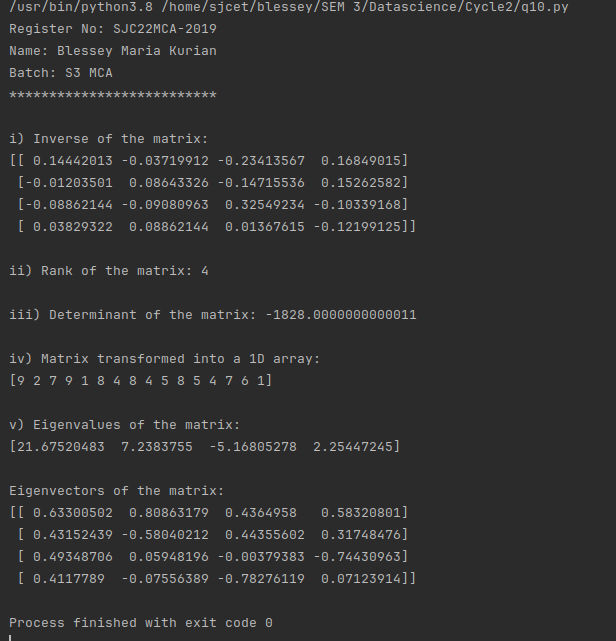 /usr/bin/python3.8 /home/sjcet/blessey/SEM 3/Datascience/Cycle2/q10.py
Register No: SJC22MCA-2019
Name: Blessey Maria Kurian
Batch: S3 MCA
**************************
i) Inverse of the matrix:
[[ 0.14442013 -0.03719912 -0.23413567  0.16849015]
 [-0.01203501  0.08643326 -0.14715536  0.15262582]
 [-0.08862144 -0.09080963  0.32549234 -0.10339168]
 [ 0.03829322  0.08862144  0.01367615 -0.12199125]]
ii) Rank of the matrix: 4
iii) Determinant of the matrix: -1828.0000000000011
iv) Matrix transformed into a 1D array:
[9 2 7 9 1 8 4 8 4 5 8 5 4 7 6 1]
v) Eigenvalues of the matrix:
[21.67520483  7.2383755  -5.16805278  2.25447245]
Eigenvectors of the matrix:
[[ 0.63300502  0.80863179  0.4364958   0.58320801]
 [ 0.43152439 -0.58040212  0.44355602  0.31748476]
 [ 0.49348706  0.05948196 -0.00379383 -0.74430963]
 [ 0.4117789  -0.07556389 -0.78276119  0.07123914]]
Process finished with exit code 0